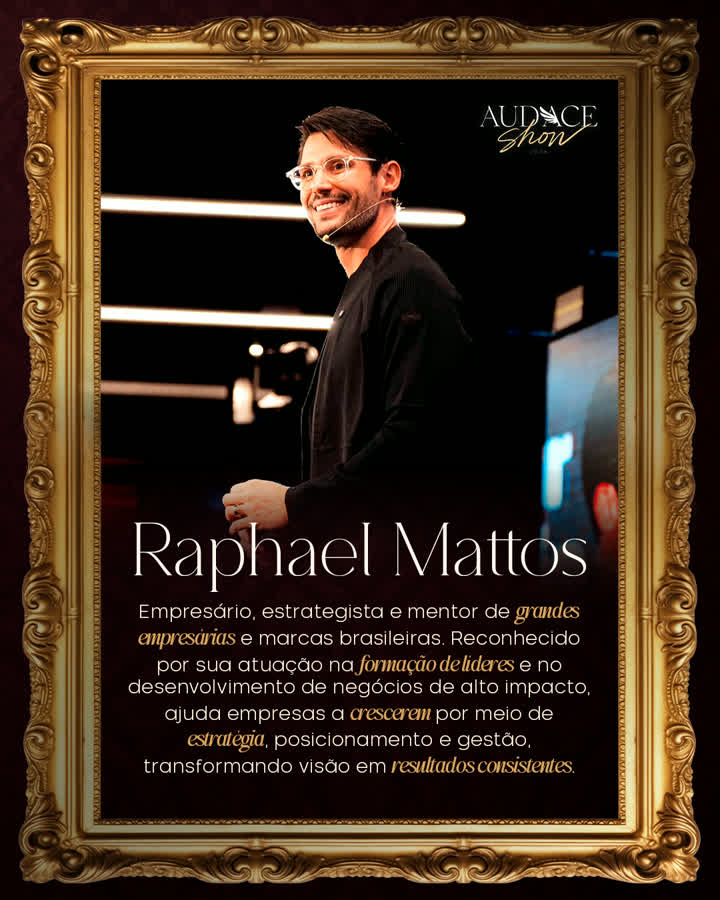 AUDACE
Show
Raphael Mattos
Empresário, estrategista e mentor de grandes
empresárias e marcas brasileiras. Reconhecido
por sua atuação na formação de líderes e no
desenvolvimento de negócios de alto impacto,
ajuda empresas a crescerem por meio de
estratégia, posicionamento e gestão,
transformando visão em resultados consistentes.